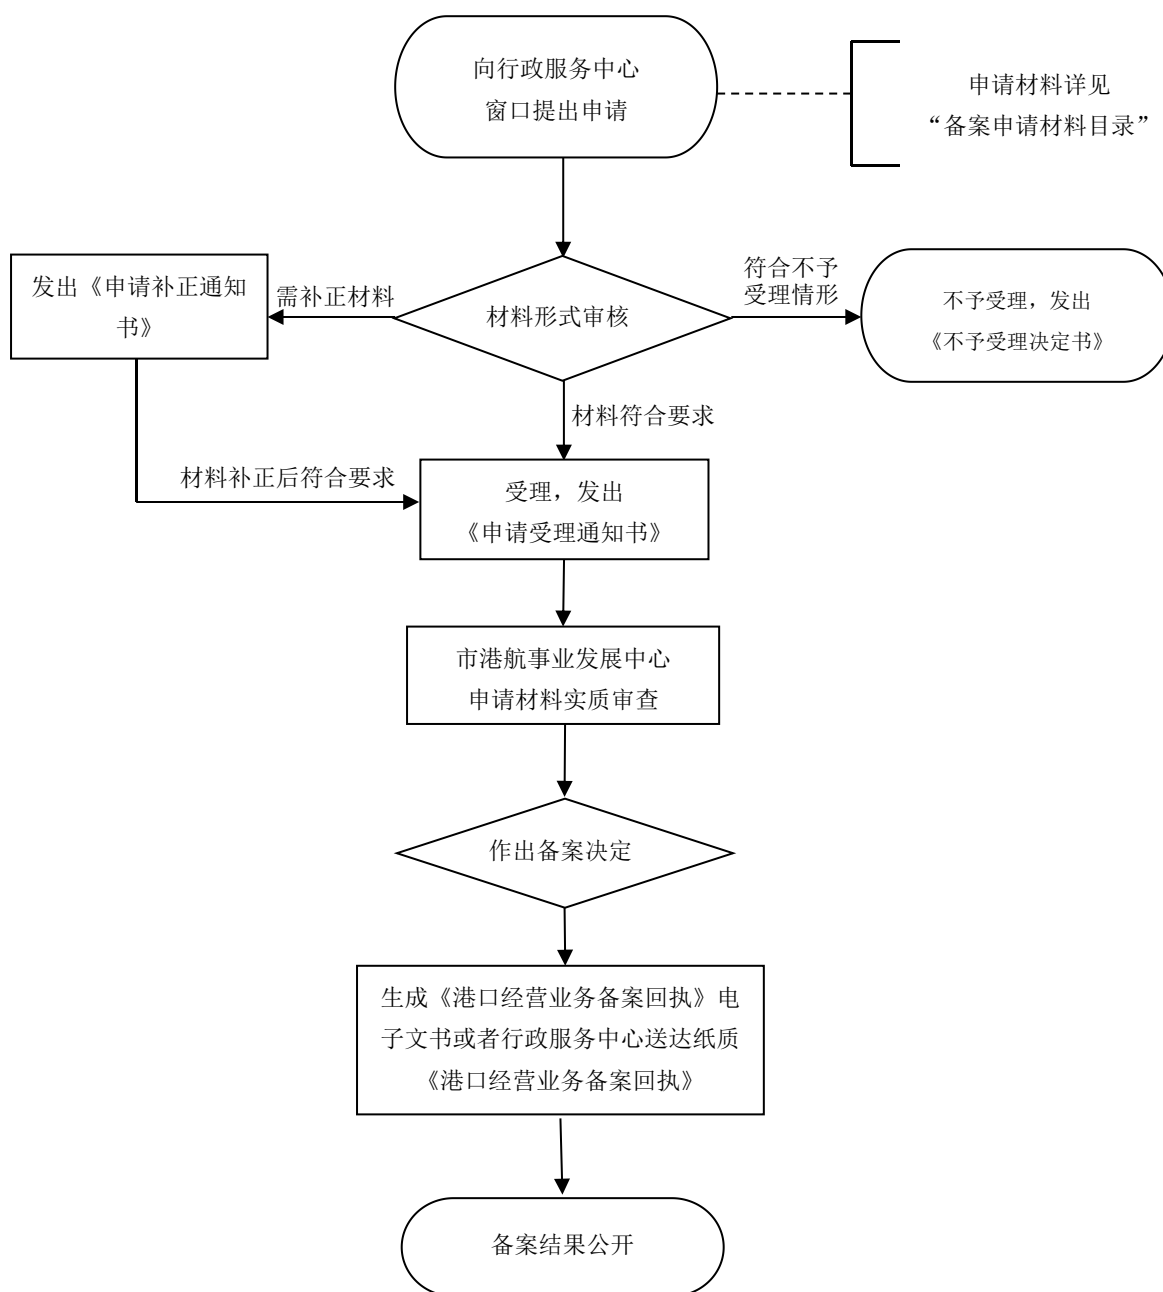 向行政服务中心
窗口提出申请
申请材料详见
“备案申请材料目录”
发出《申请补正通知
书》
需补正材料
材料形式审核
符合不予
受理情形
不予受理，发出
《不予受理决定书》
材料符合要求
材料补正后符合要求
受理，发出
《申请受理通知书》
市港航事业发展中心
申请材料实质审查
作出备案决定
生成《港口经营业务备案回执》电
子文书或者行政服务中心送达纸质
《港口经营业务备案回执》
备案结果公开